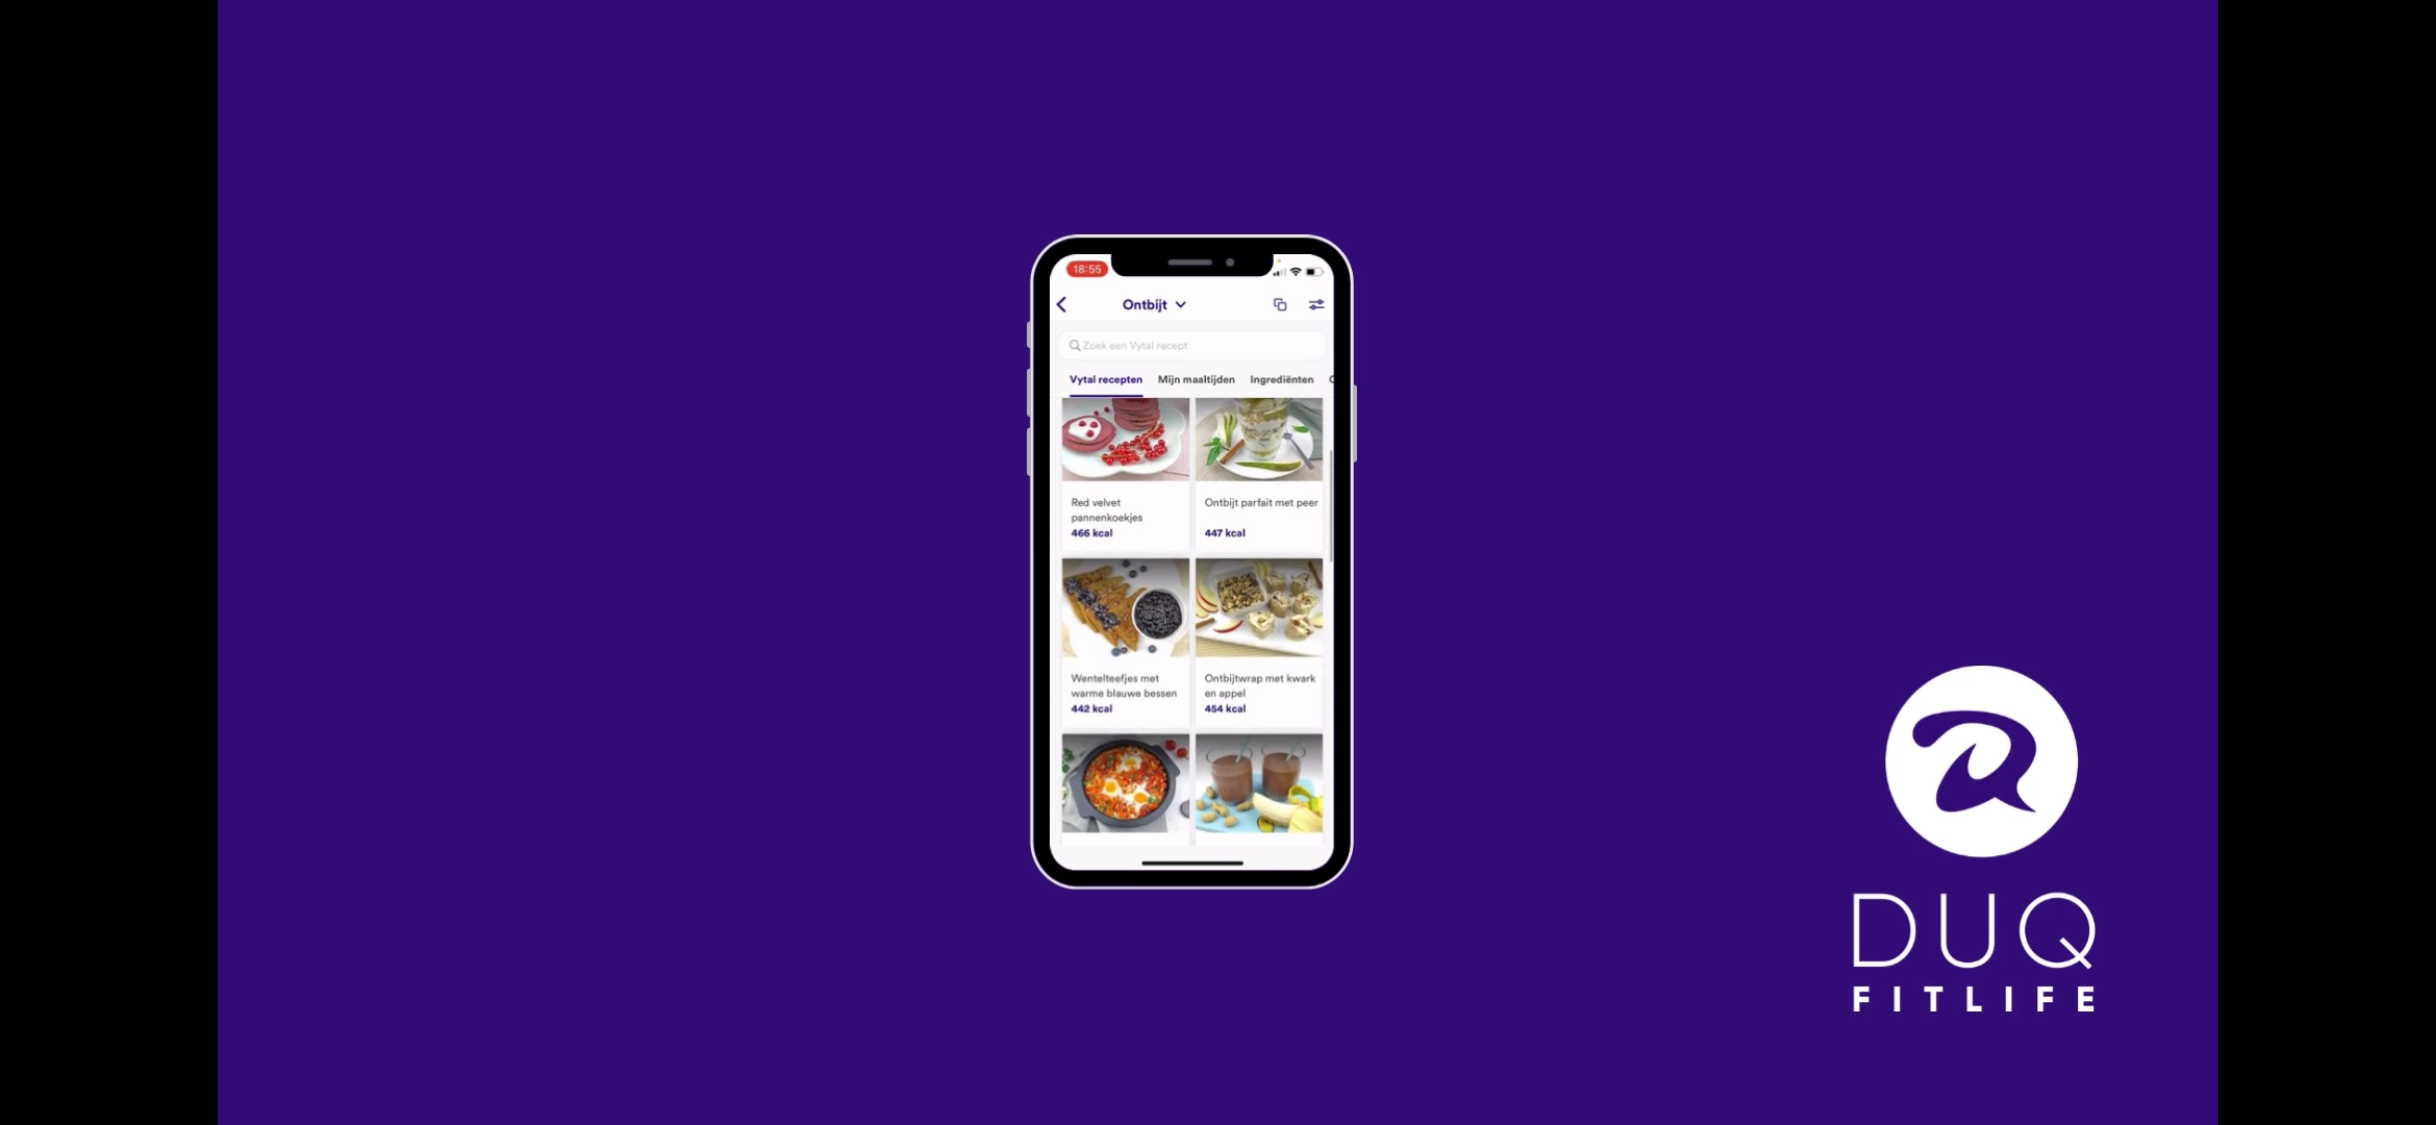 18:55
Ontbijt
Zoek een Vytal recept
Vytal recepten Mijn maaltijden Ingrediënten
Red velvet
pannenkoekjes
466 kcal
Ontbijt parfait met peer
447 kcal
Wentelteefjes met
warme blauwe bessen
442 kcal
Ontbijtwrap met kwark
en appel
454 kcal
DUQ
FITLIFE